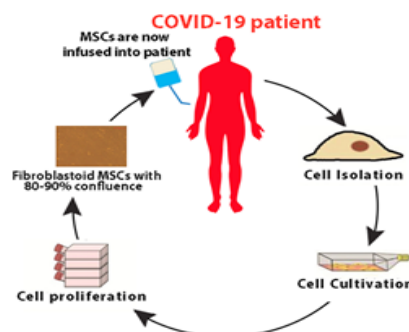 COVID-19 patient
MSCs are now
infused into patient
Cell Isolation
Cell Cultivation
Cell proliferation
Fibroblastoid MSCs with
80-90% confluence